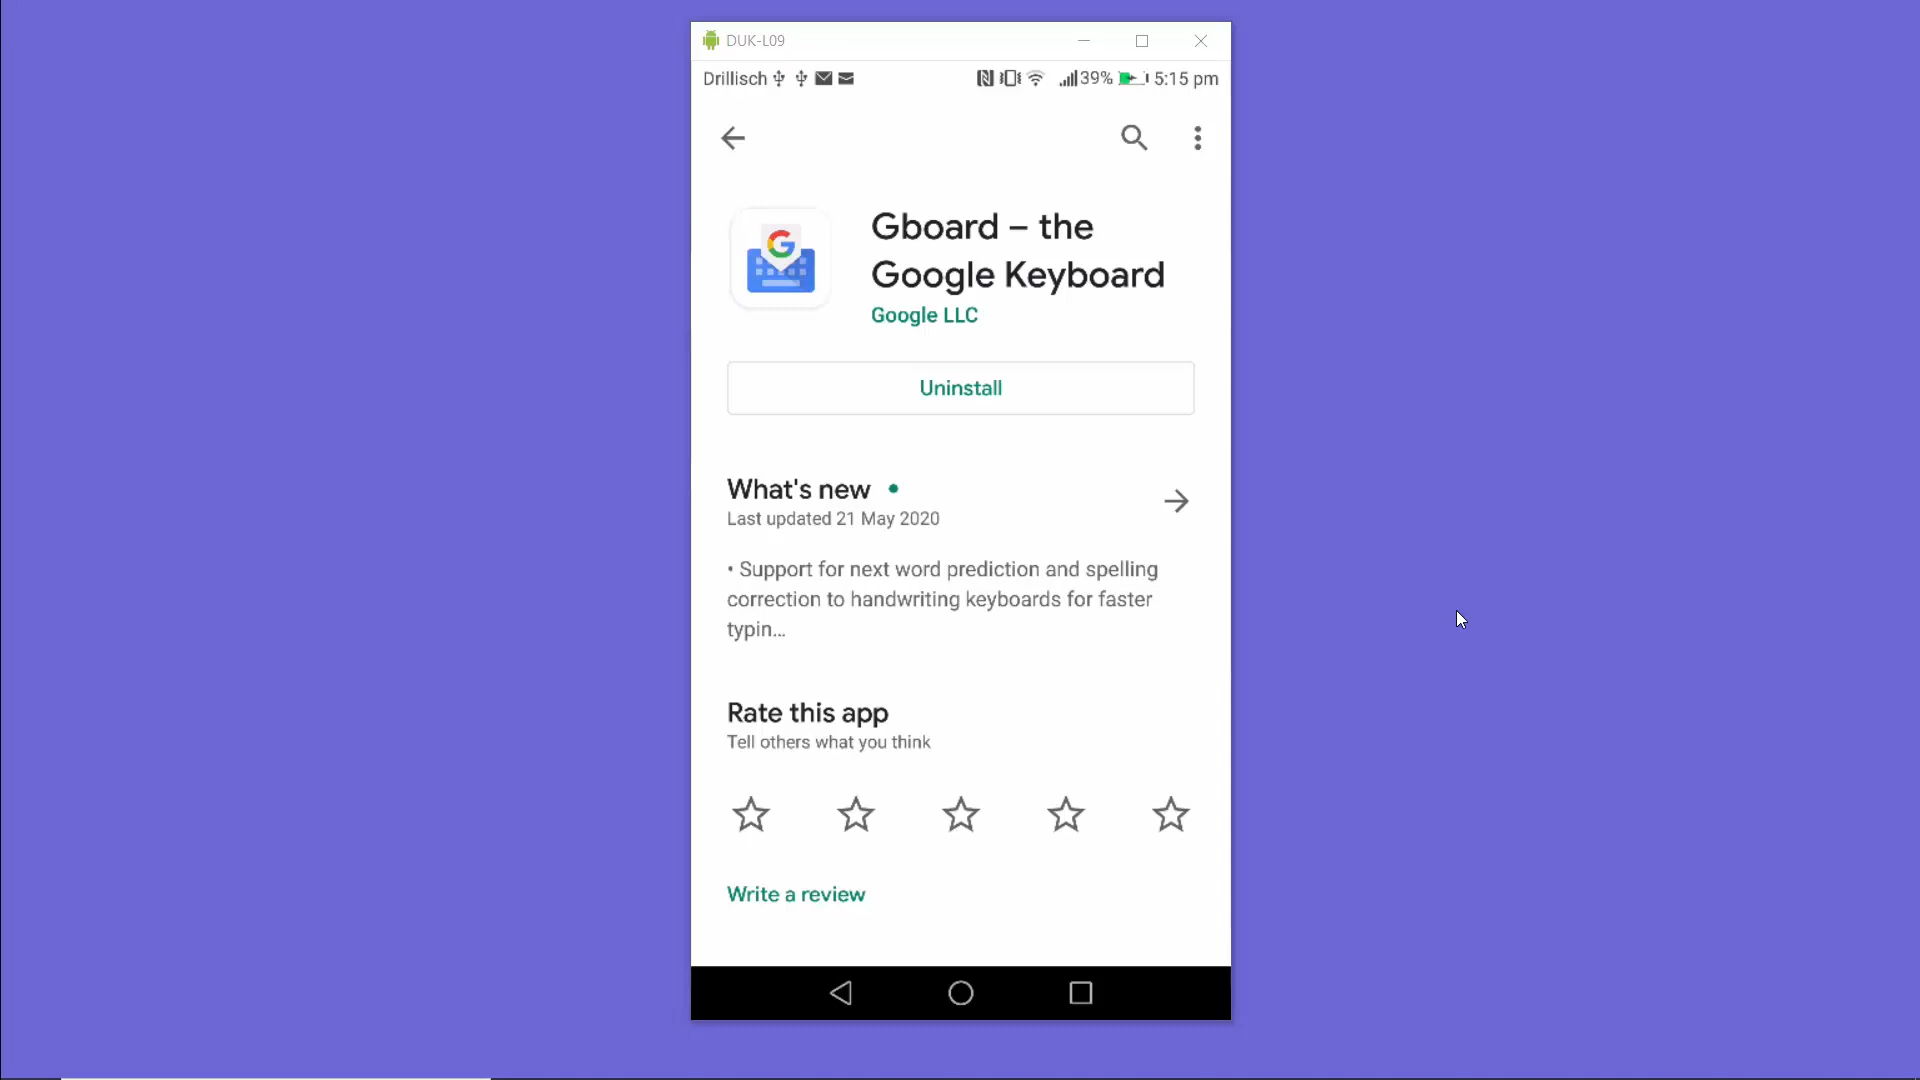 DUK-L09
Drillisch 39% 5:15 pm
Gboard – the
Google Keyboard
Google LLC
Uninstall
What's new
Last updated 21 May 2020
• Support for next word prediction and spelling
correction to handwriting keyboards for faster
typin...
Rate this app
Tell others what you think
Write a review